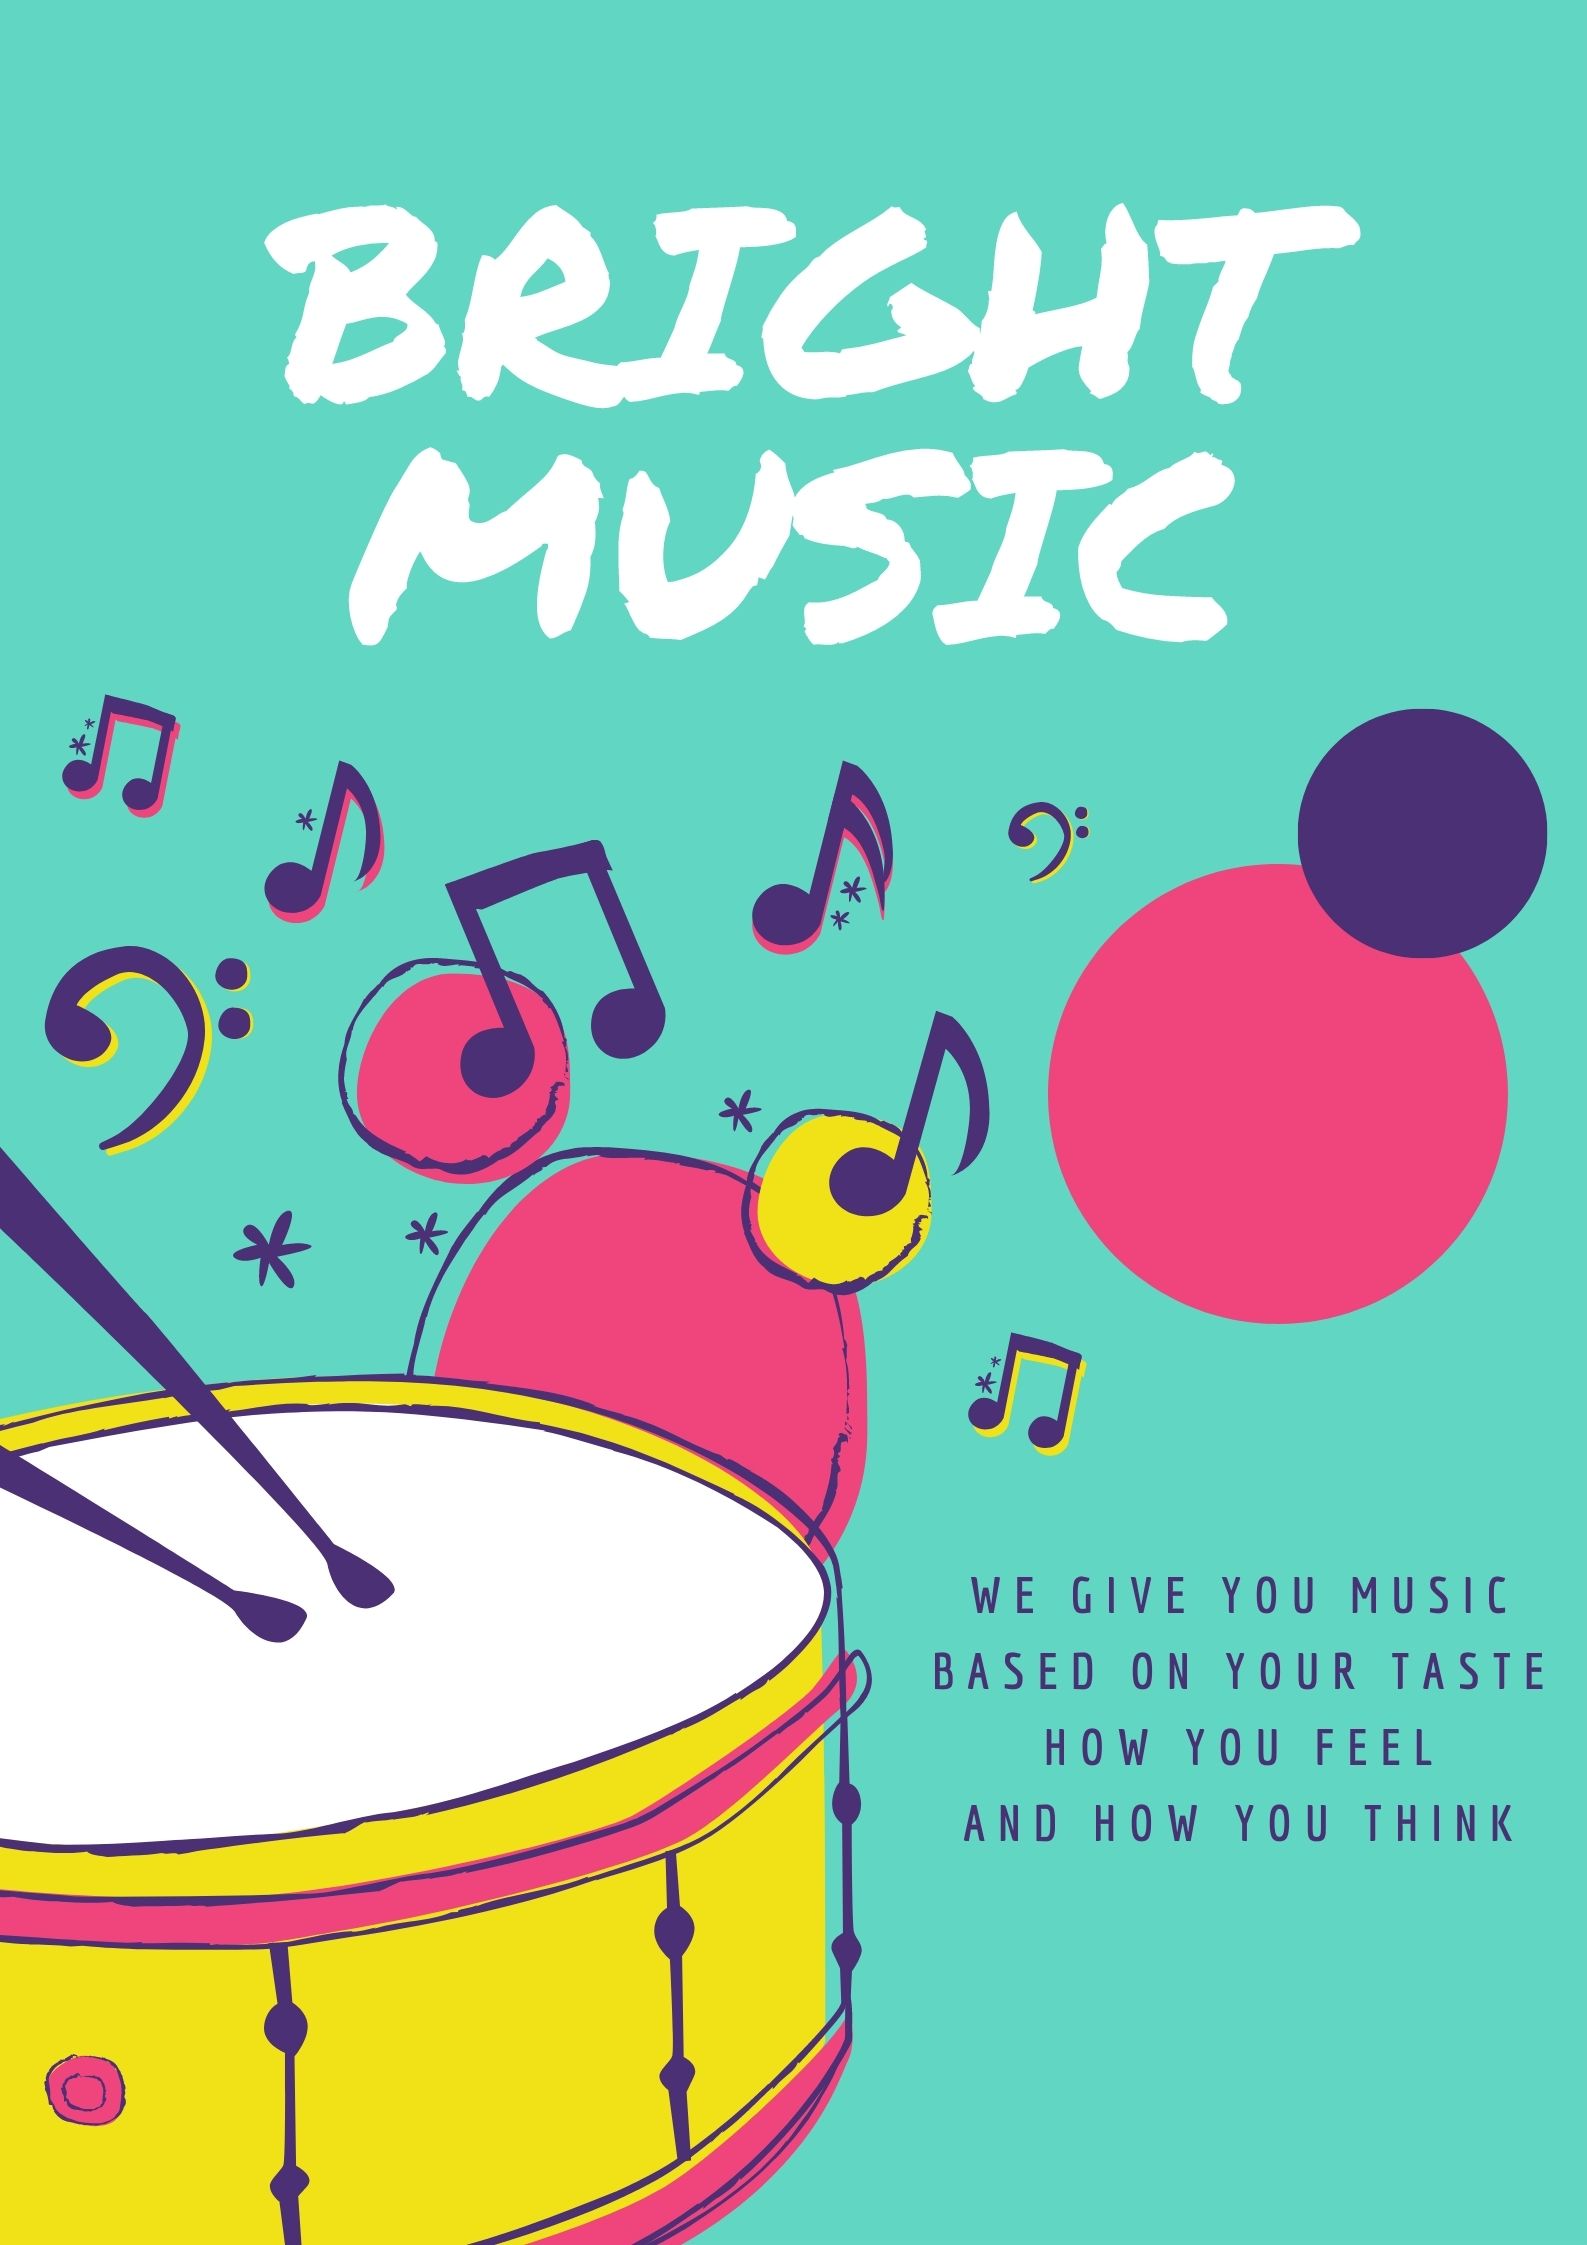 BRIGHT
MUSIC
WE GIVE YOU MUSIC
BASED ON YOUR TASTE
HOW YOU FEEL
AND HOW YOU THINK